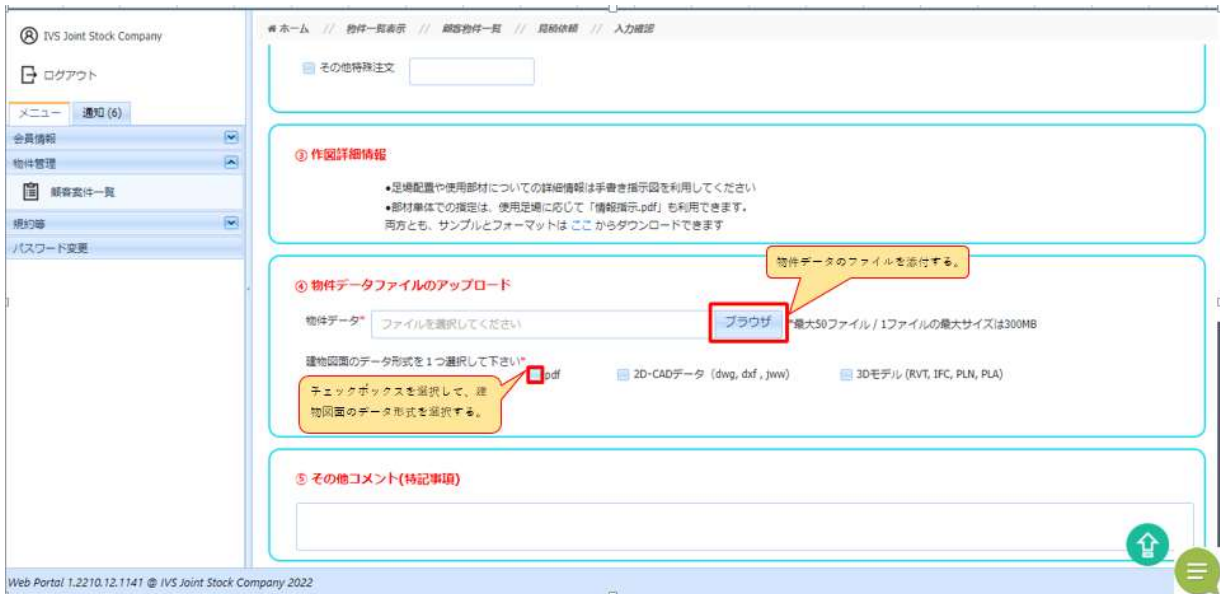 IVS Joint Stock Company
ログアウト
メニュー 通知 (6)
会員情報
物件管理
顧客案件一覧
規約等
パスワード変更
ホーム // 物件一覧表示 // 顧客物件一覧 // 見積依頼 // 入力確認
その他特殊注文
③ 作図詳細情報
•足場配置や使用部材についての詳細情報は手書き指示図を利用してください
•部材単体での指定は、使用足場に応じて「情報指示.pdf」も利用できます。
両方とも、サンプルとフォーマットは ここ からダウンロードできます
物件データのファイルを添付する。
④ 物件データファイルのアップロード
物件データ* ファイルを選択してください ブラウザ *最大50ファイル / 1ファイルの最大サイズは300MB
建物図面のデータ形式を１つ選択して下さい*
pdf 2D-CADデータ (dwg, dxf , jww) 3Dモデル (RVT, IFC, PLN, PLA)
チェックボックスを選択して、建
物図面のデータ形式を選択する。
⑤ その他コメント(特記事項)
Web Portal 1.2210.12.1141 @ IVS Joint Stock Company 2022